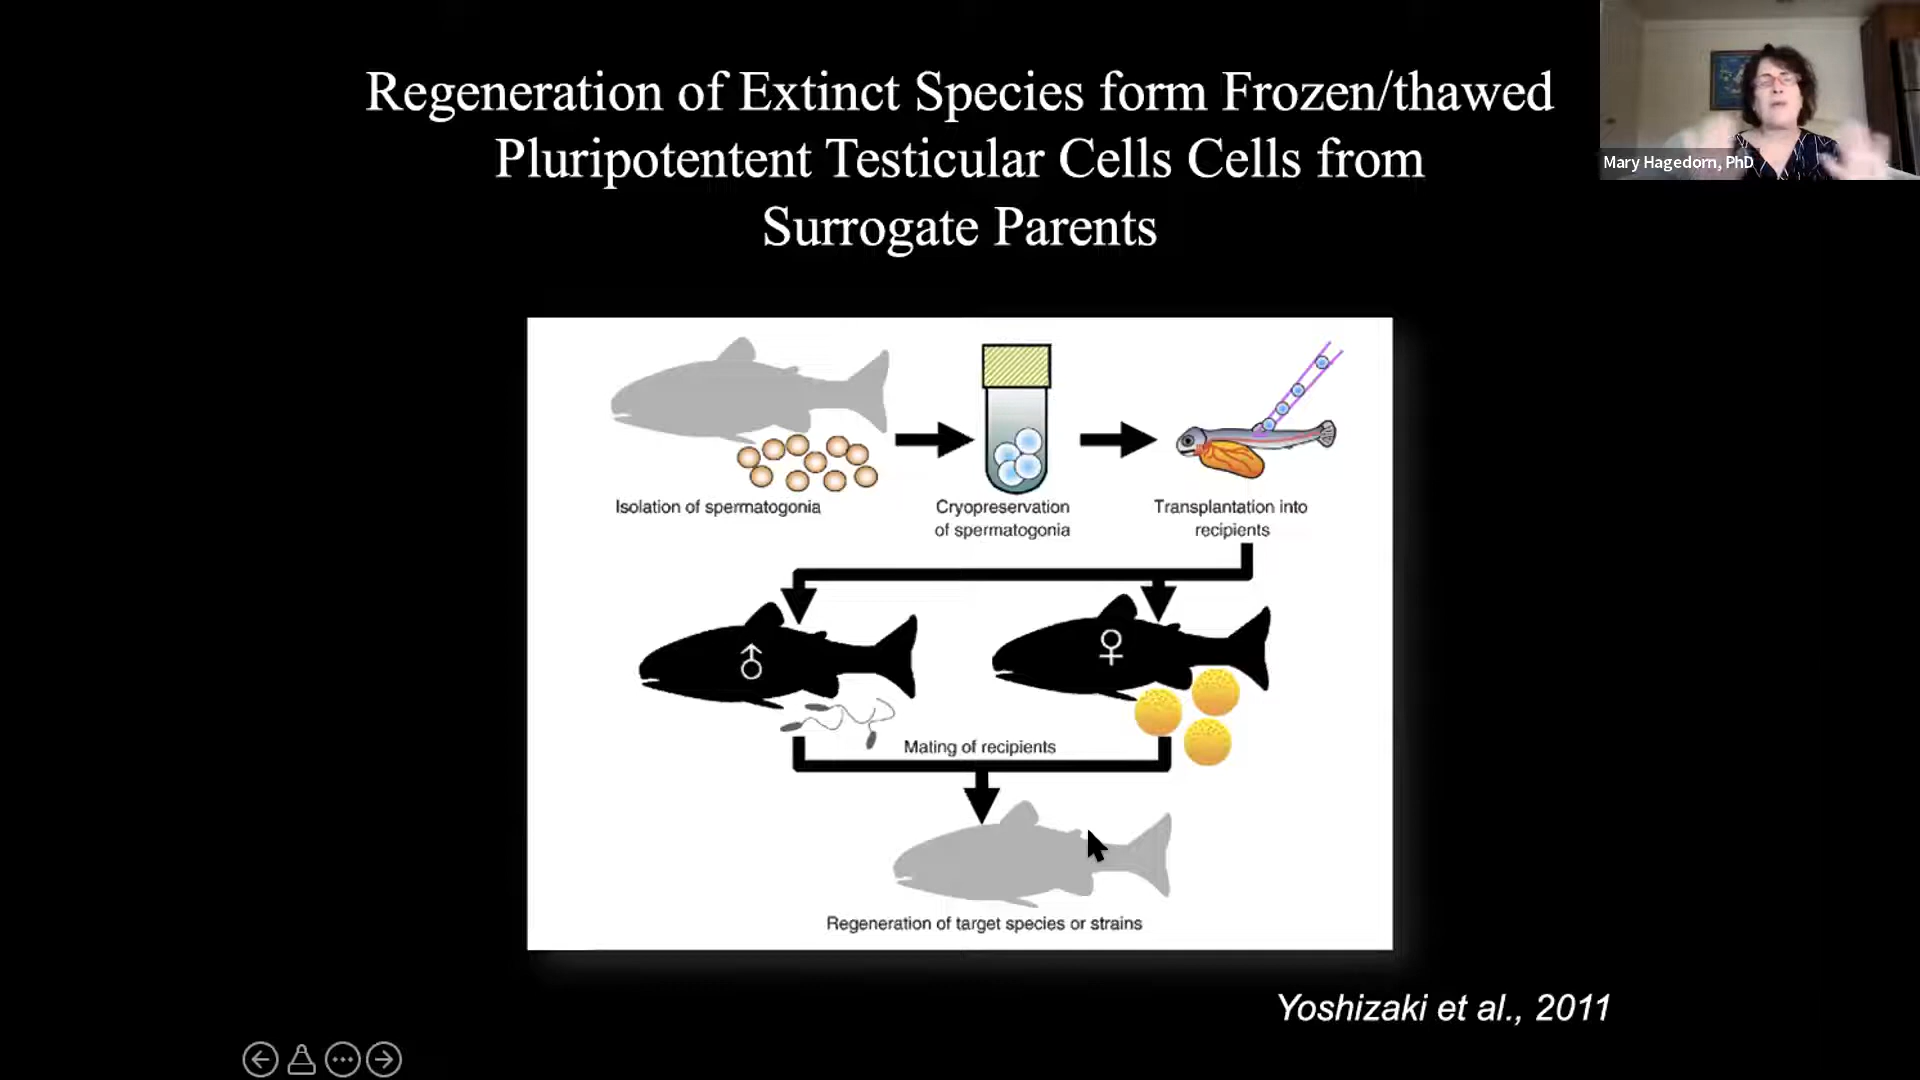 Regeneration of Extinct Species form Frozen/thawed
Pluripotentent Testicular Cells Cells from
Surrogate Parents
Mary Hagedorn, PhD
Isolation of spermatogonia
Cryopreservation
of spermatogonia
Transplantation into
recipients
♂
♀
Mating of recipients
Regeneration of target species or strains
Yoshizaki et al., 2011